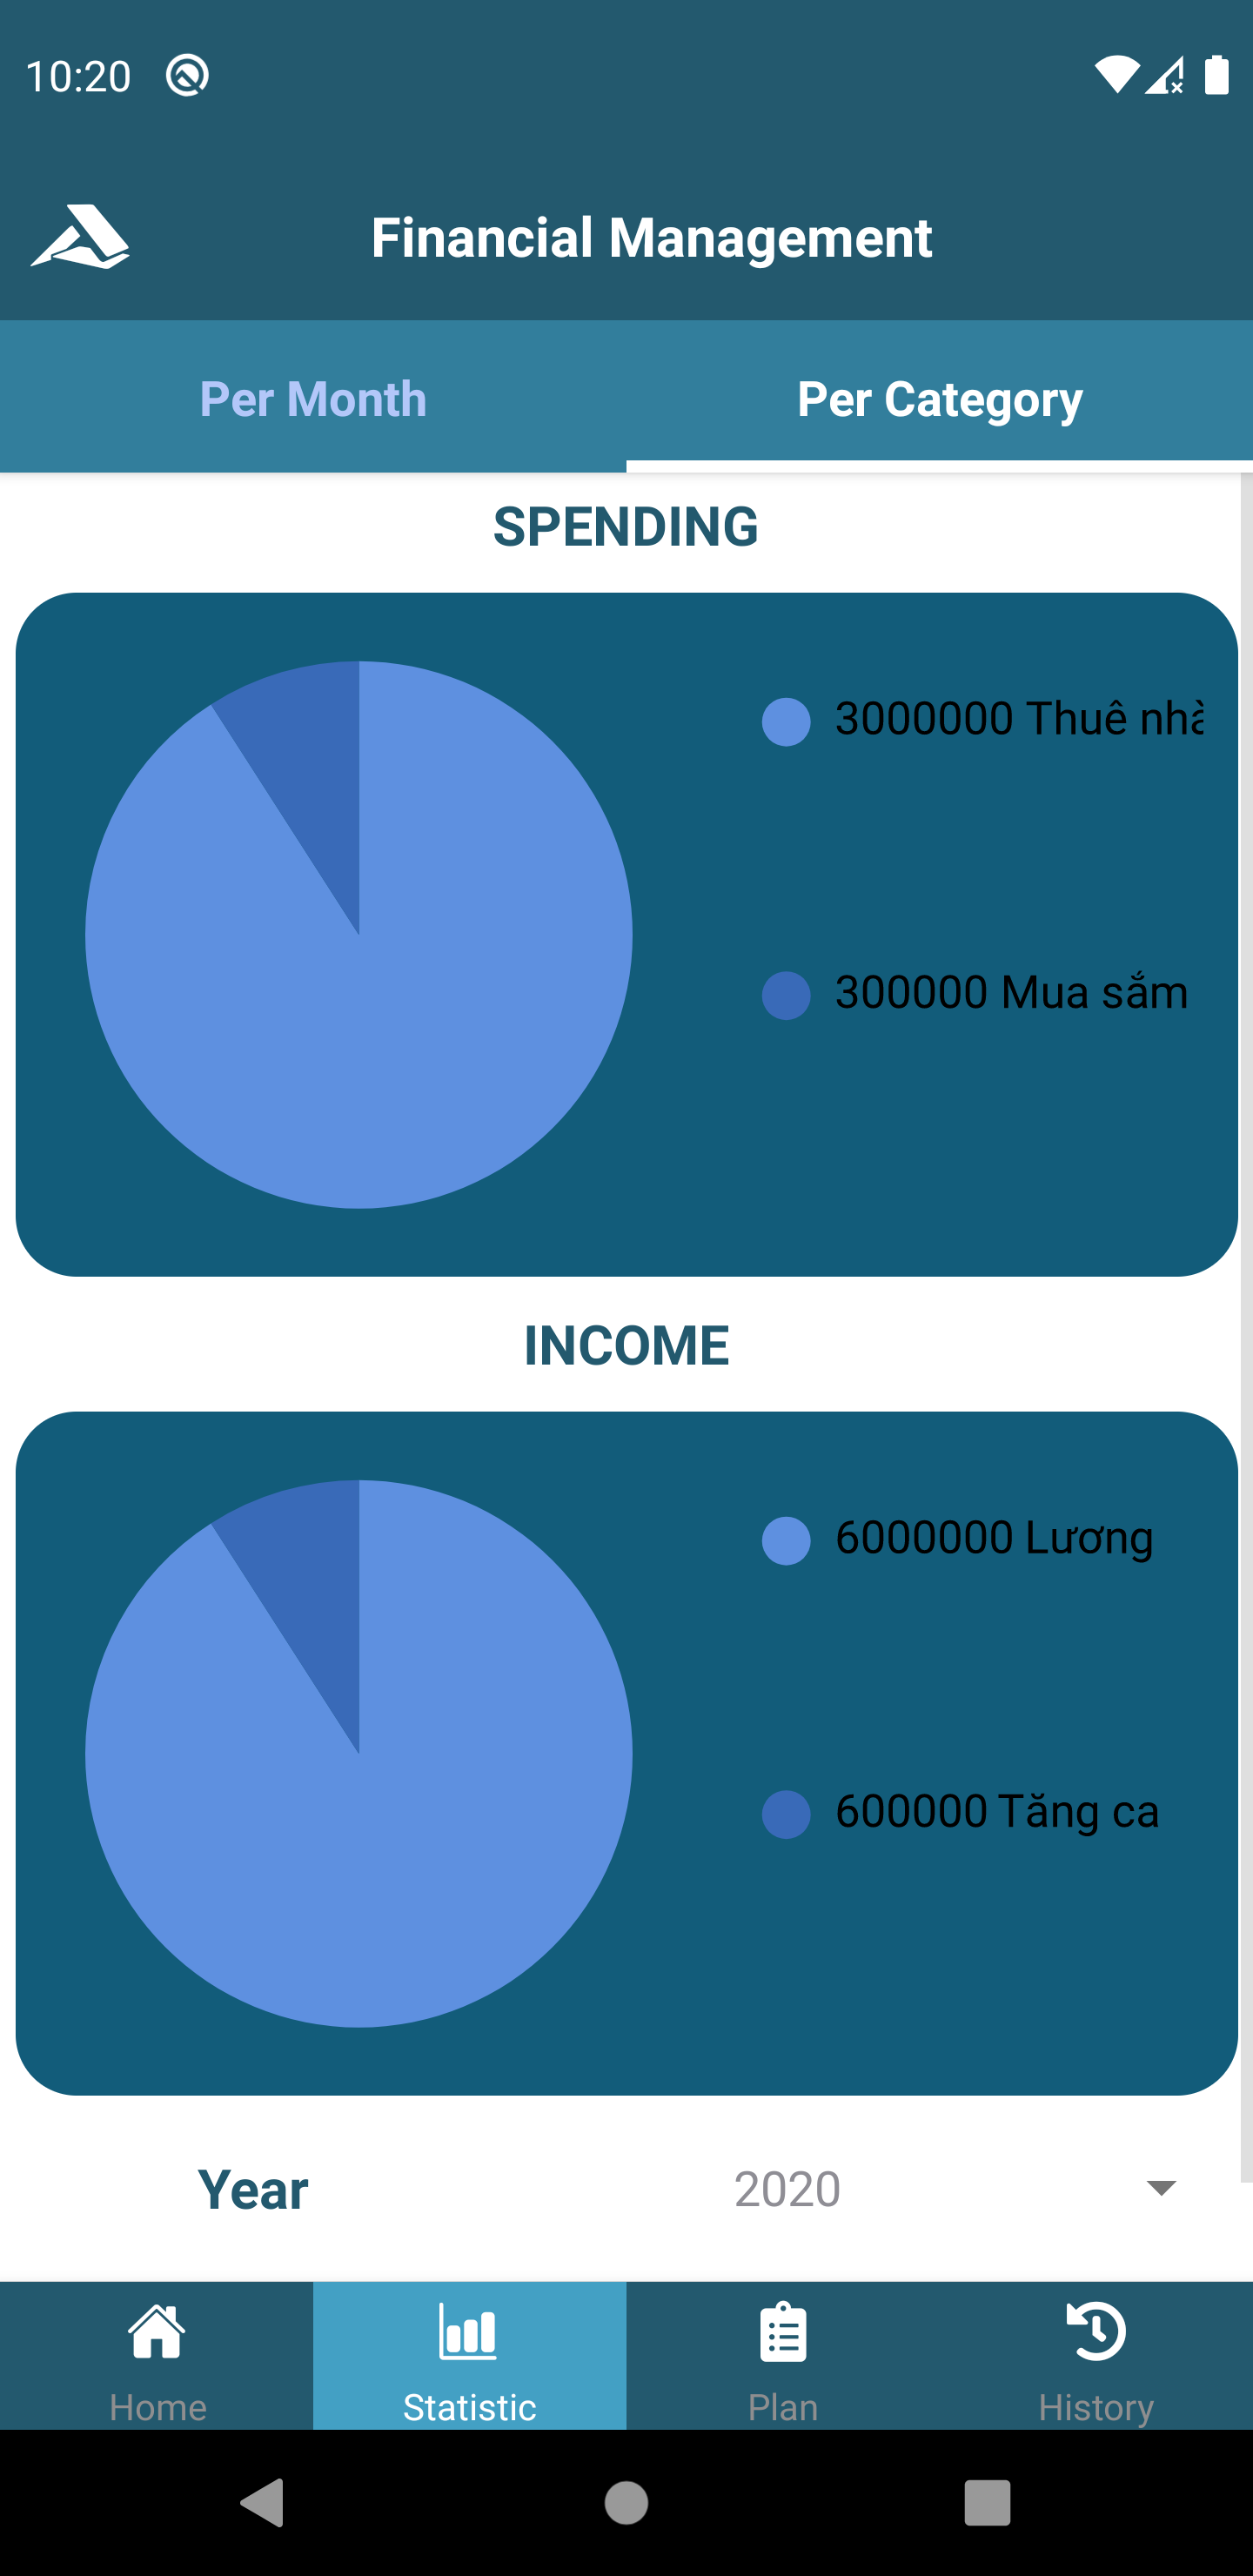 10:20
Financial Management
Per Month
Per Category
SPENDING
3000000 Thuê nhà
300000 Mua sắm
INCOME
6000000 Lương
600000 Tăng ca
Year
2020
Home
Statistic
Plan
History